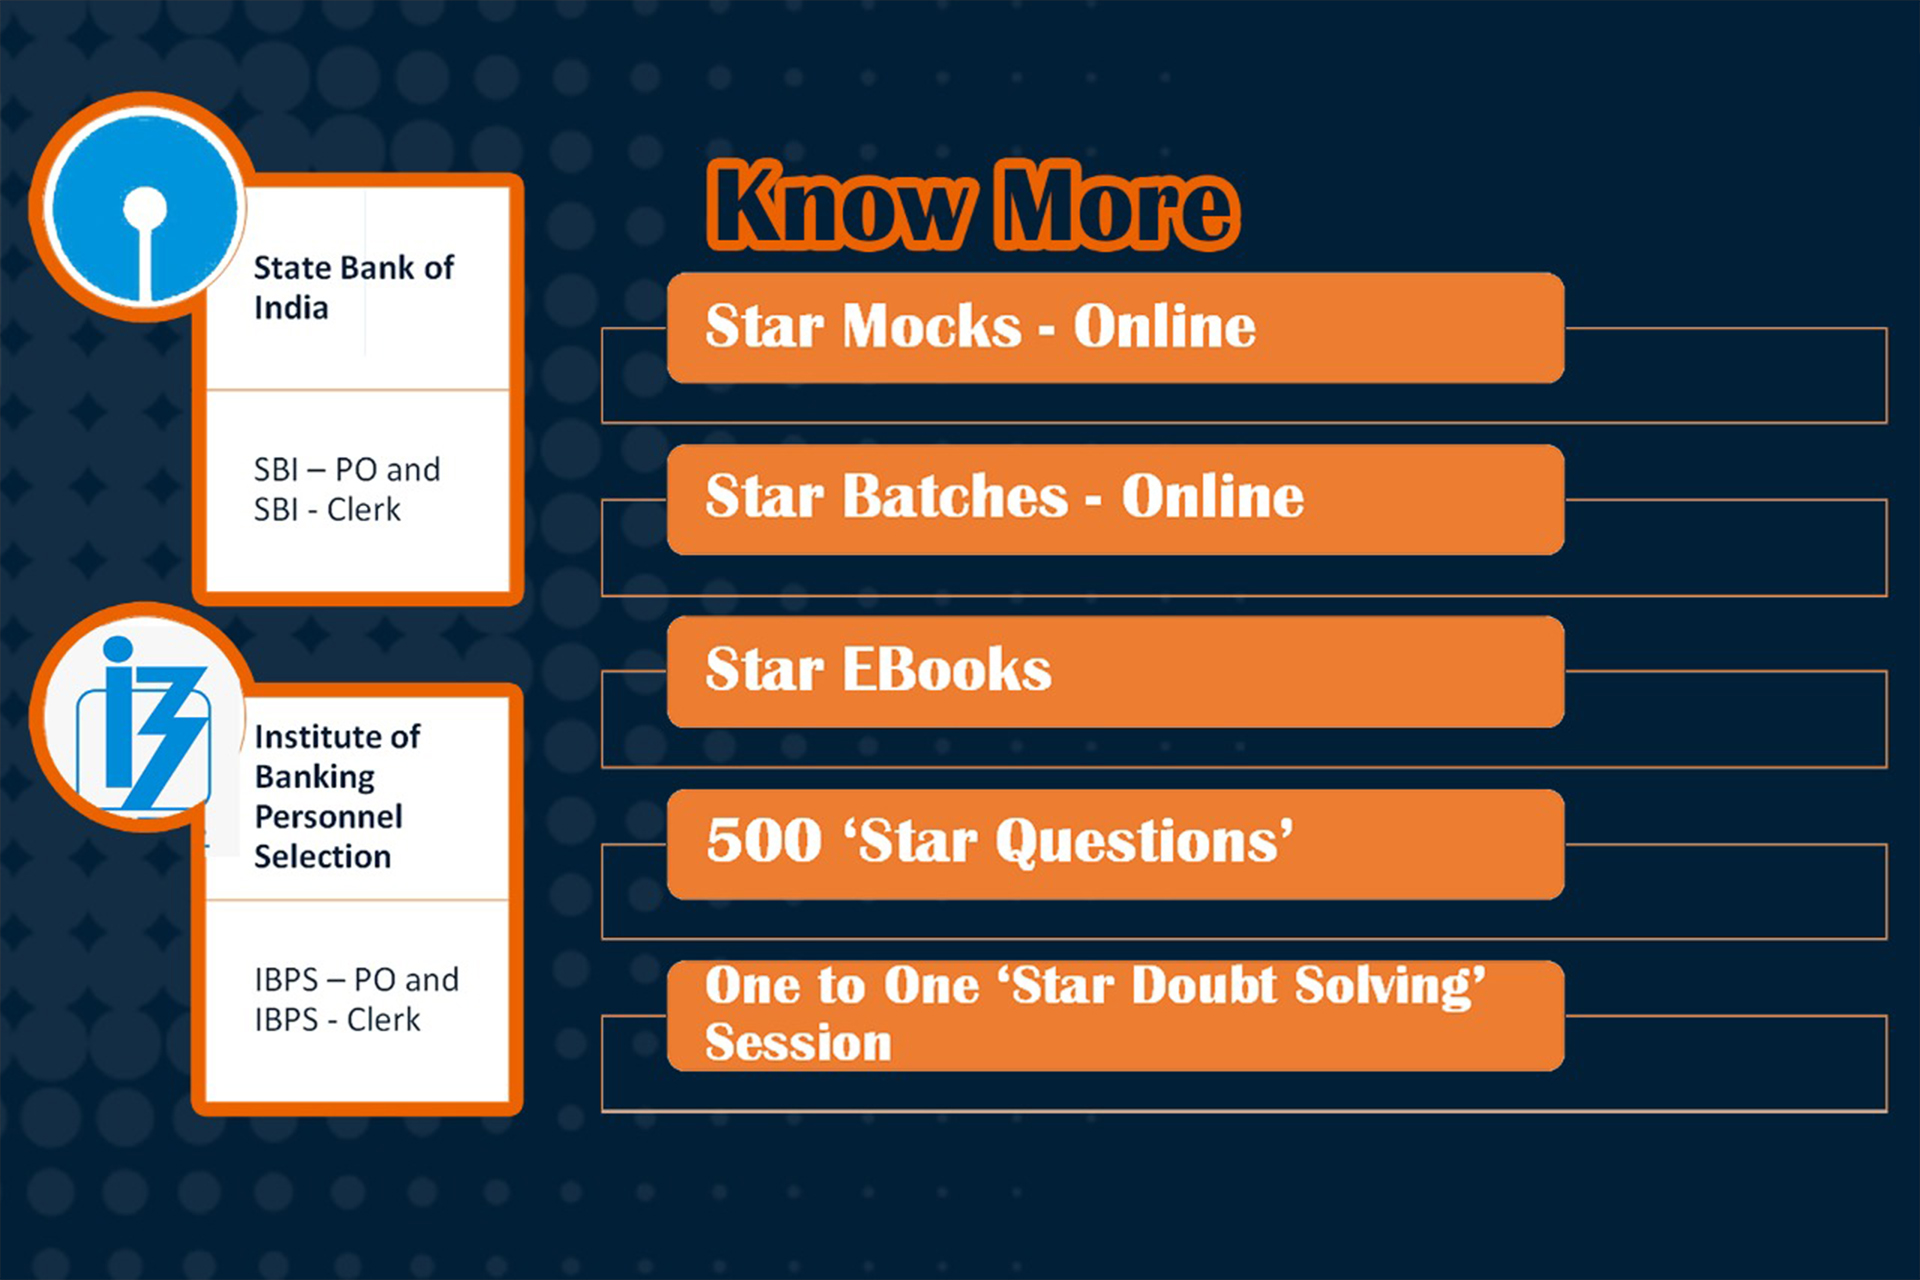 State Bank of
India
SBI – PO and
SBI - Clerk
Institute of
Banking
Personnel
Selection
IBPS – PO and
IBPS - Clerk
Know More
Star Mocks - Online
Star Batches - Online
Star EBooks
500 ‘Star Questions’
One to One ‘Star Doubt Solving’
Session